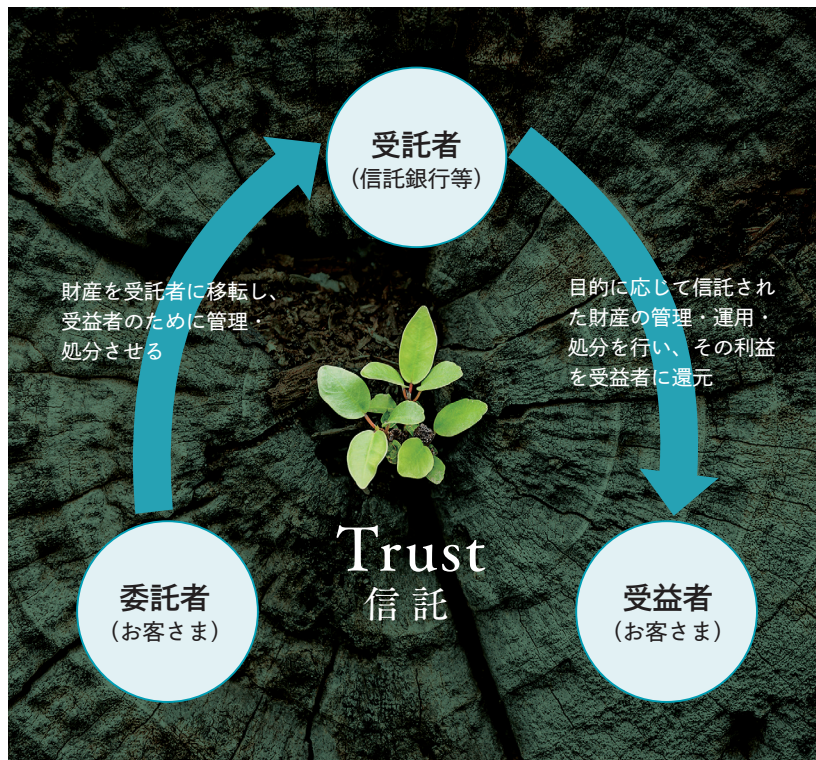 受託者
（信託銀行等）
財産を受託者に移転し、
受益者のために管理・
処分させる
目的に応じて信託され
た財産の管理・運用・
処分を行い、その利益
を受益者に還元
Trust
信託
委託者
（お客さま）
受益者
（お客さま）